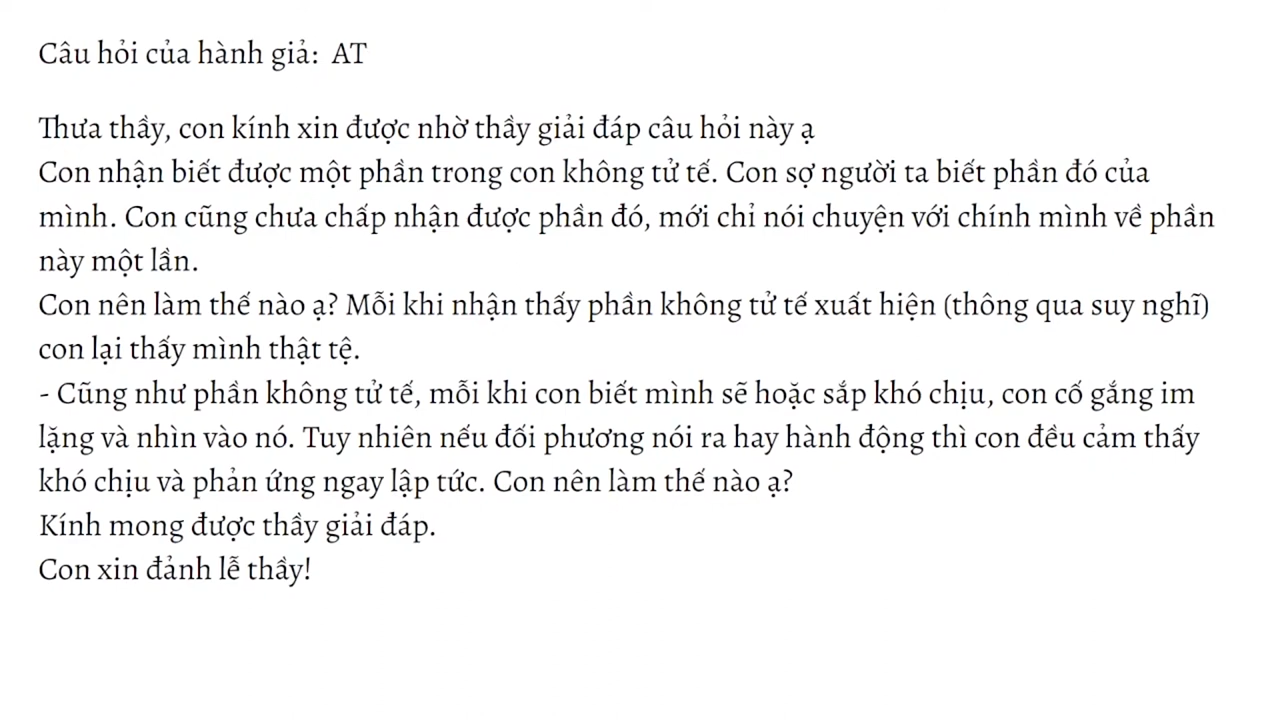 Câu hỏi của hành giả: AT
Thưa thầy, con kính xin được nhờ thầy giải đáp câu hỏi này ạ
Con nhận biết được một phần trong con không tử tế. Con sợ người ta biết phần đó của
mình. Con cũng chưa chấp nhận được phần đó, mới chỉ nói chuyện với chính mình về phần
này một lần.
Con nên làm thế nào ạ? Mỗi khi nhận thấy phần không tử tế xuất hiện (thông qua suy nghĩ)
con lại thấy mình thật tệ.
- Cũng như phần không tử tế, mỗi khi con biết mình sẽ hoặc sắp khó chịu, con cố gắng im
lặng và nhìn vào nó. Tuy nhiên nếu đối phương nói ra hay hành động thì con đều cảm thấy
khó chịu và phản ứng ngay lập tức. Con nên làm thế nào ạ?
Kính mong được thầy giải đáp.
Con xin đảnh lễ thầy!